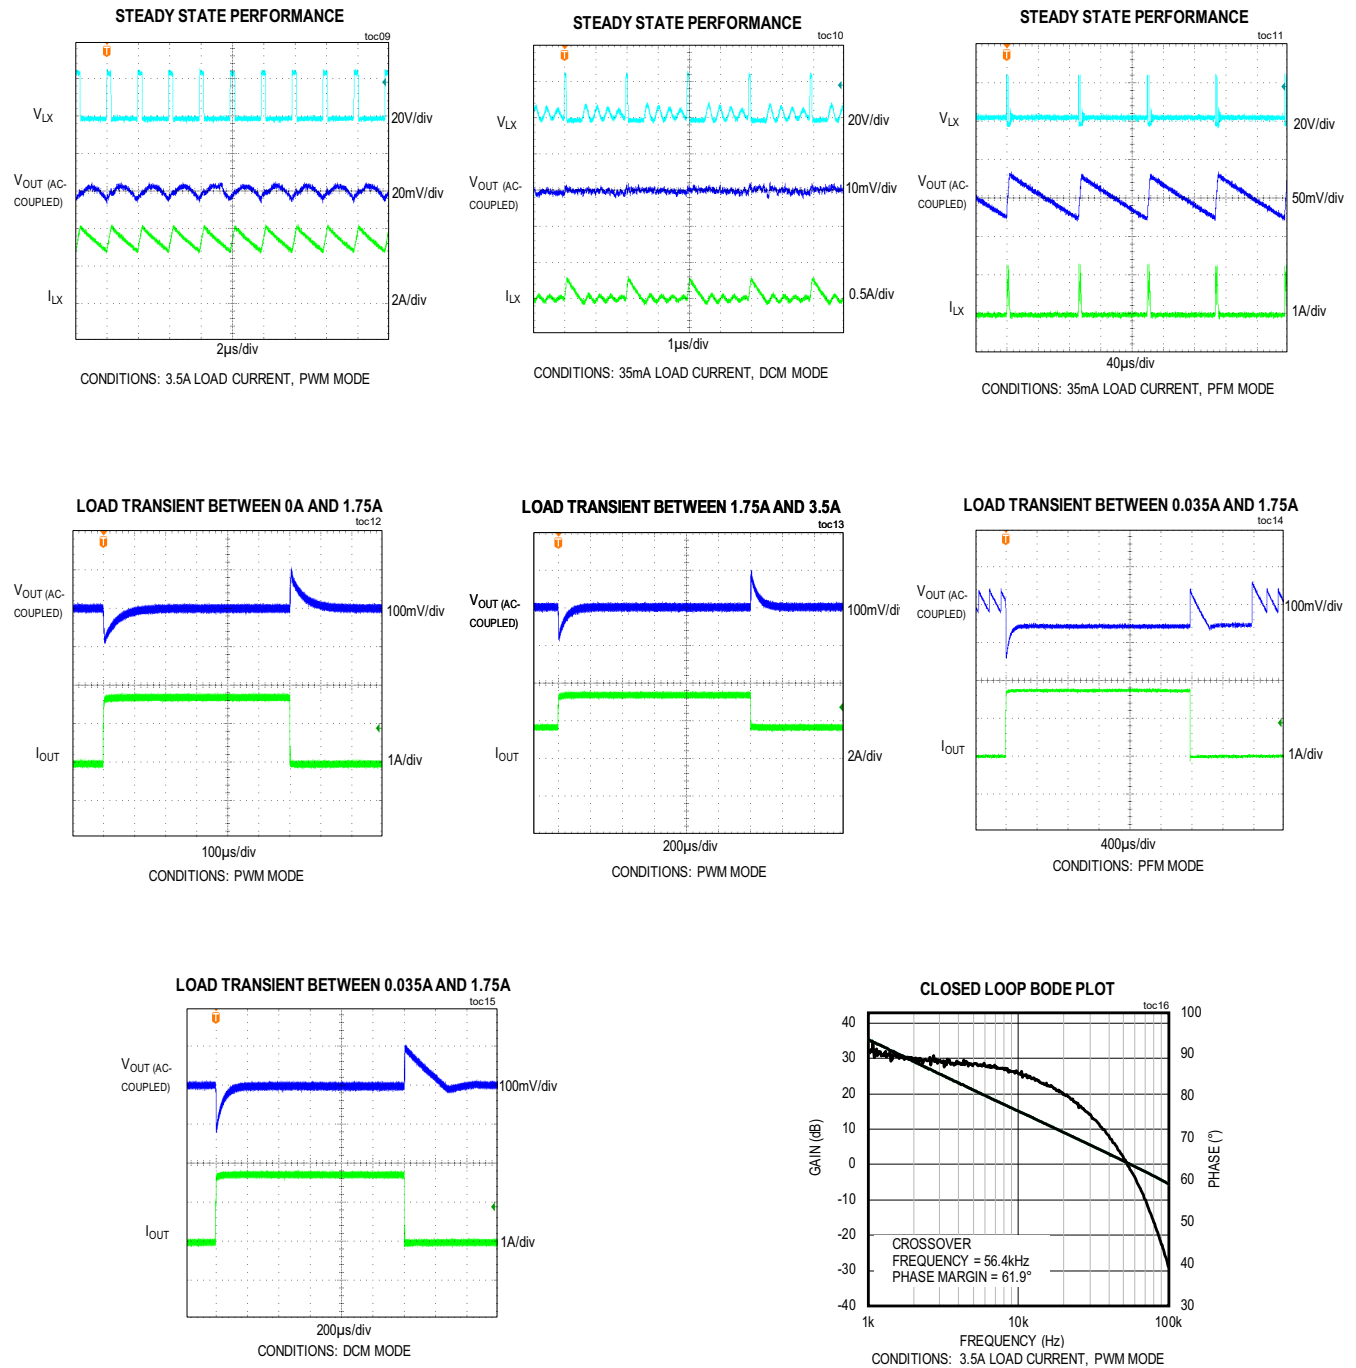 STEADY STATE PERFORMANCE
toc09
T
VLX
20V/div
VOUT (AC-
COUPLED)
20mV/div
ILX
2A/div
2µs/div
CONDITIONS: 3.5A LOAD CURRENT, PWM MODE
STEADY STATE PERFORMANCE
toc10
T
VLX
20V/div
VOUT (AC-
COUPLED)
10mV/div
ILX
0.5A/div
1µs/div
CONDITIONS: 35mA LOAD CURRENT, DCM MODE
STEADY STATE PERFORMANCE
toc11
T
VLX
20V/div
VOUT (AC-
COUPLED)
50mV/div
ILX
1A/div
40µs/div
CONDITIONS: 35mA LOAD CURRENT, PFM MODE
LOAD TRANSIENT BETWEEN 0A AND 1.75A
toc12
T
VOUT (AC-
COUPLED)
100mV/div
IOUT
1A/div
100µs/div
CONDITIONS: PWM MODE
LOAD TRANSIENT BETWEEN 1.75A AND 3.5A
toc13
T
VOUT (AC-
COUPLED)
100mV/di
IOUT
2A/div
200µs/div
CONDITIONS: PWM MODE
LOAD TRANSIENT BETWEEN 0.035A AND 1.75A
toc14
T
VOUT (AC-
COUPLED)
100mV/div
IOUT
1A/div
400µs/div
CONDITIONS: PFM MODE
LOAD TRANSIENT BETWEEN 0.035A AND 1.75A
toc15
T
VOUT (AC-
COUPLED)
100mV/div
IOUT
1A/div
200µs/div
CONDITIONS: DCM MODE
CLOSED LOOP BODE PLOT
toc16
40
30
20
10
0
-10
-20
-30
-40
GAIN (dB)
100
90
80
70
60
50
40
30
PHASE (°)
CROSSOVER
FREQUENCY = 56.4kHz
PHASE MARGIN = 61.9°
1k
10k
100k
FREQUENCY (Hz)
CONDITIONS: 3.5A LOAD CURRENT, PWM MODE